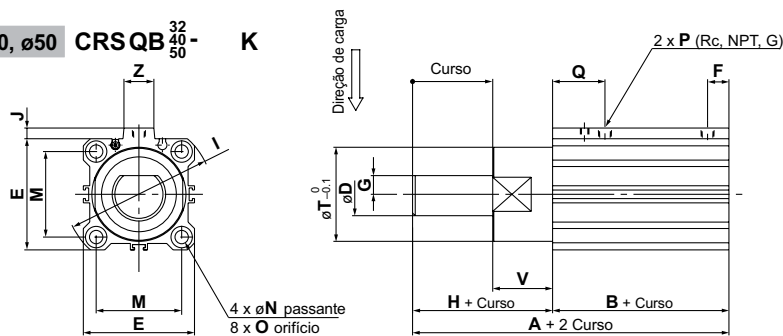 0, ø50 CRSQB 32 40 50 - K
Z
J
I
E
M
M
E
4 x øN passante
8 x O orifício
Direção de carga
Curso
2 x P (Rc, NPT, G)
Q
F
øT 0 -0.1
øD
G
V
H + Curso
B + Curso
A + 2 Curso